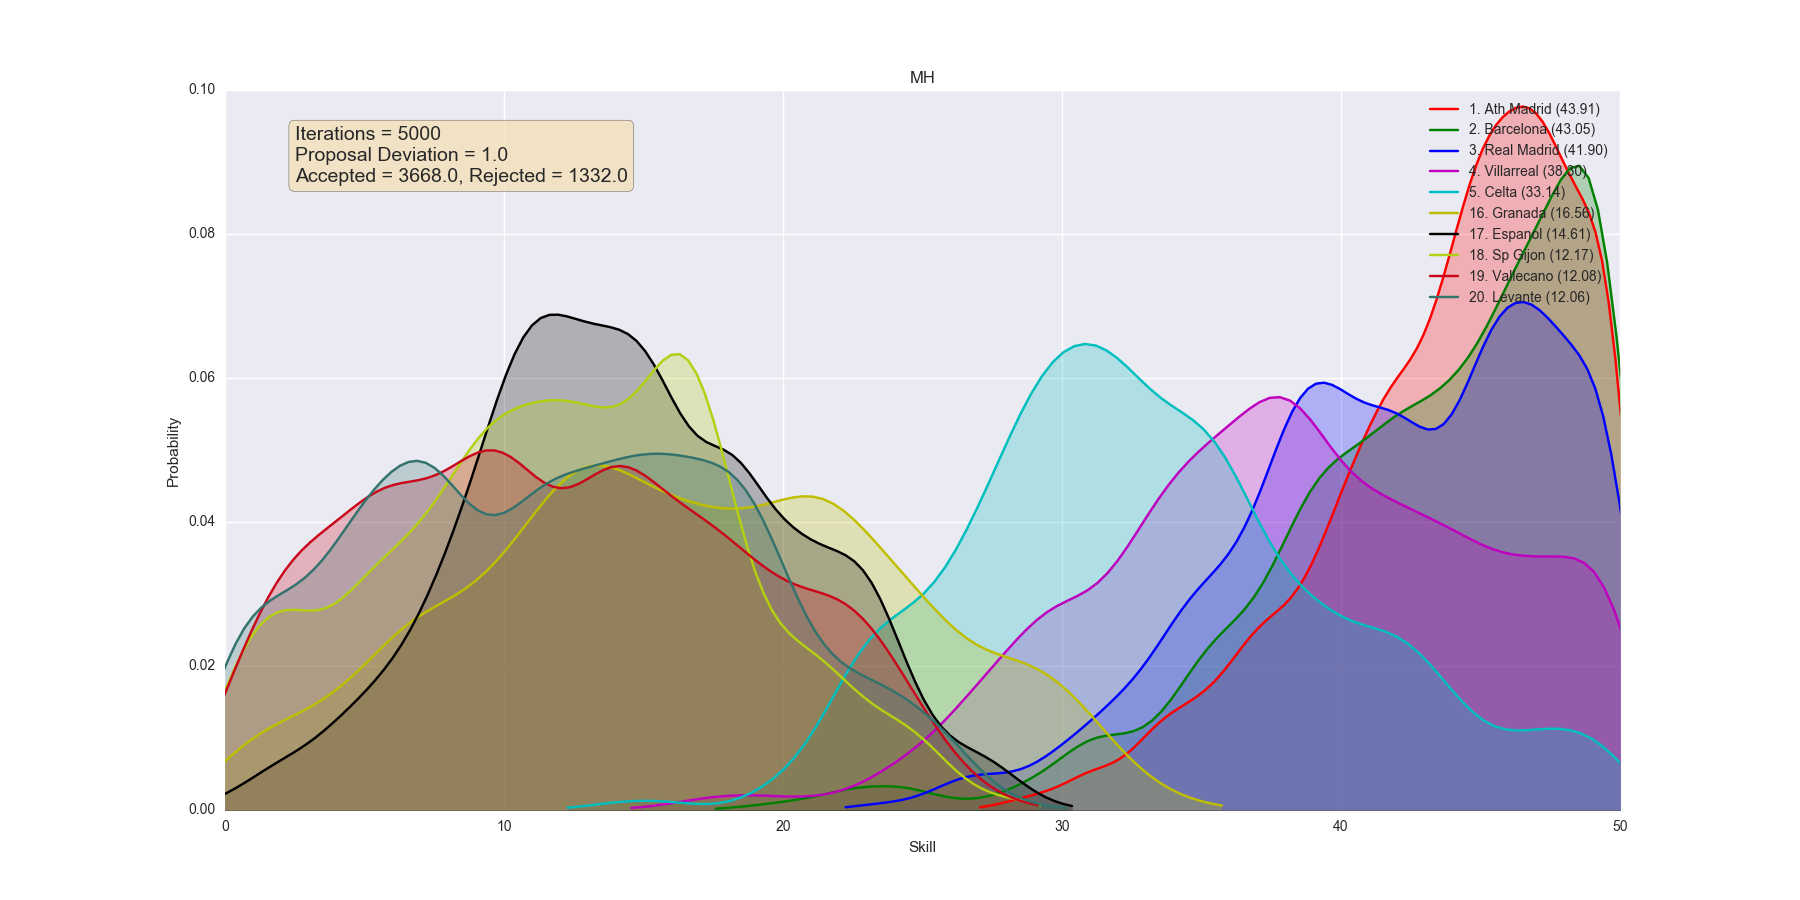 MH
0.10
0.08
0.06
0.04
0.02
0.00
Probability
Iterations = 5000
Proposal Deviation = 1.0
Accepted = 3668.0, Rejected = 1332.0
1. Ath Madrid (43.91)
2. Barcelona (43.05)
3. Real Madrid (41.90)
4. Villarreal
5. Celta (33.14)
16. Granada (16.56)
17. Espanol (14.61)
18. Sp Gijon (12.17)
19. Vallecano (12.08)
20. Levante (12.06)
0 10 20 30 40 50
Skill